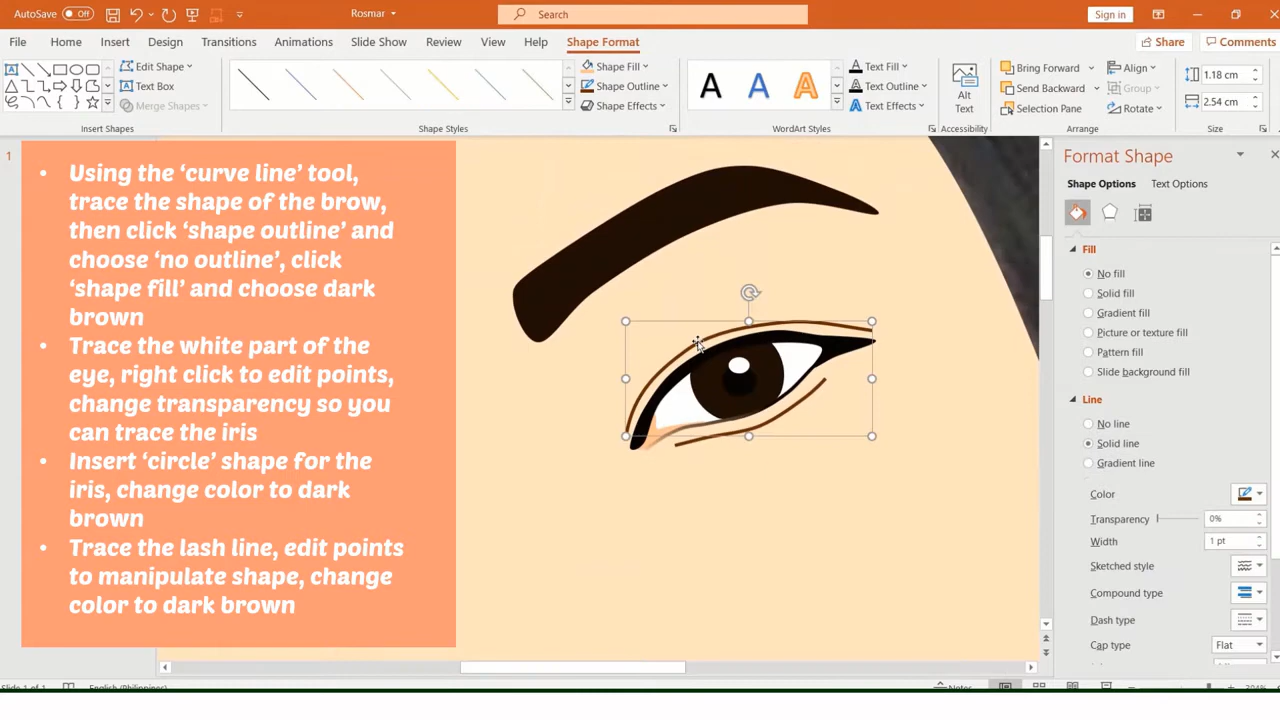 AutoSave Off Rosmar Search Sign in
File Home Insert Design Transitions Animations Slide Show Review View Help Shape Format Share Comments
Edit Shape
Text Box
Merge Shapes
Insert Shapes
Shape Fill
Shape Outline
Shape Effects
Shape Styles
A A A
Text Fill
Text Outline
Text Effects
WordArt Styles
Alt
Text
Accessibility
Bring Forward
Send Backward
Selection Pane
Align
Group
Rotate
Arrange
1.18 cm
2.54 cm
Size
1
• Using the ‘curve line’ tool,
trace the shape of the brow,
then click ‘shape outline’ and
choose ‘no outline’, click
‘shape fill’ and choose dark
brown
• Trace the white part of the
eye, right click to edit points,
change transparency so you
can trace the iris
• Insert ‘circle’ shape for the
iris, change color to dark
brown
• Trace the lash line, edit points
to manipulate shape, change
color to dark brown
Format Shape
Shape Options Text Options
Fill
No fill
Solid fill
Gradient fill
Picture or texture fill
Pattern fill
Slide background fill
Line
No line
Solid line
Gradient line
Color
Transparency 0%
Width 1 pt
Sketched style
Compound type
Dash type
Cap type Flat
Slide 1 of 1 English (Philippines) Notes